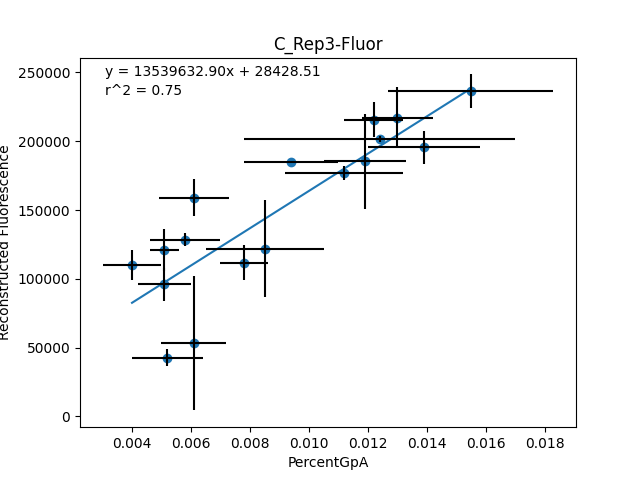 C_Rep3-Fluor
y = 13539632.90x + 28428.51
r^2 = 0.75
250000
200000
150000
100000
50000
0
Reconstructed Fluorescence
0.004 0.006 0.008 0.010 0.012 0.014 0.016 0.018
PercentGpA